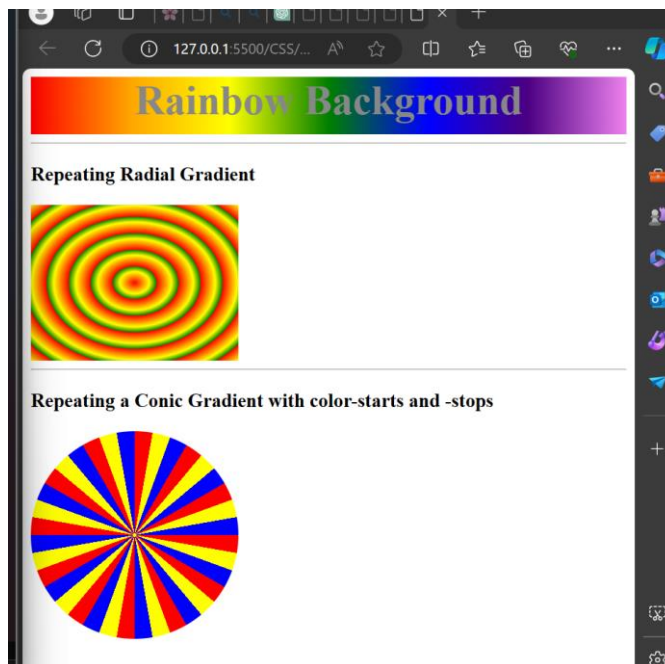 127.0.0.1:5500/CSS/...
Rainbow Background
Repeating Radial Gradient
Repeating a Conic Gradient with color-starts and -stops